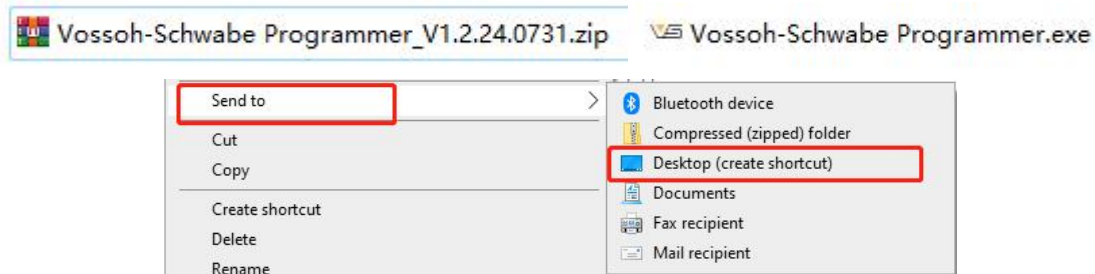 Vossoh-Schwabe Programmer_V1.2.24.0731.zip
VS Vossoh-Schwabe Programmer.exe
Send to
Cut
Copy
Create shortcut
Delete
Rename
Bluetooth device
Compressed (zipped) folder
Desktop (create shortcut)
Documents
Fax recipient
Mail recipient